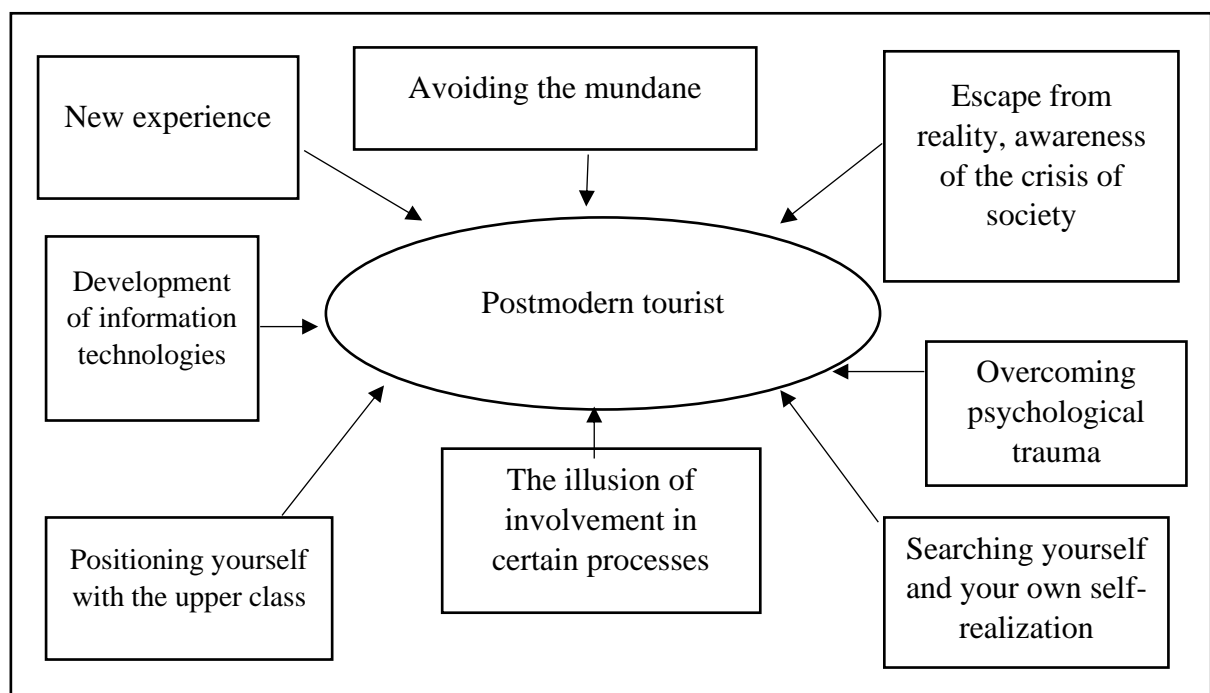 New experience
Avoiding the mundane
Escape from
reality, awareness
of the crisis of
society
Development
of information
technologies
Postmodern tourist
Overcoming
psychological
trauma
Positioning yourself
with the upper class
The illusion of
involvement in
certain processes
Searching yourself
and your own self-
realization